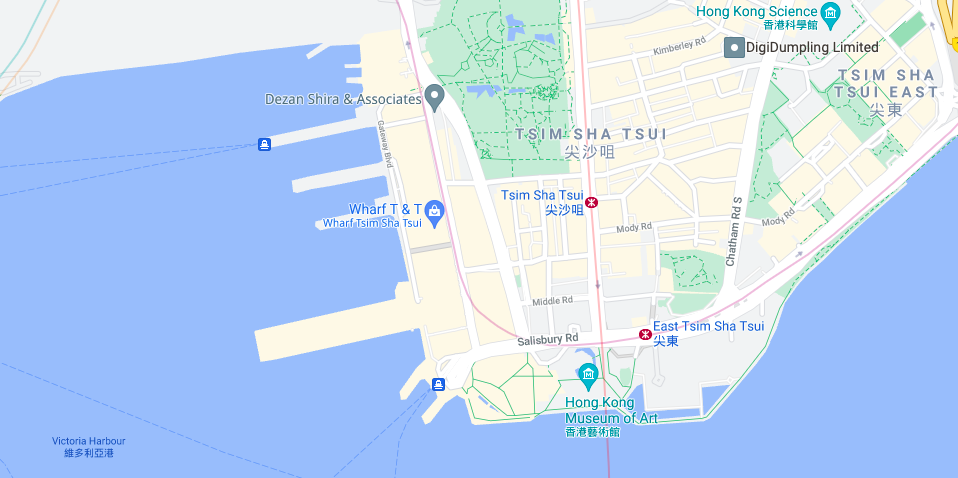 Hong Kong Science
香港科學館
Kimberley Rd
DigiDumpling Limited
TSIM SHA
TSUI EAST
尖東
Dezan Shira & Associates
Gateway Blvd
TSIM SHA TSUI
尖沙咀
Tsim Sha Tsui
尖沙咀
Wharf T & T
Wharf Tsim Sha Tsui
Mody Rd
Mody Rd
Chatham Rd S
Middle Rd
Salisbury Rd
East Tsim Sha Tsui
尖東
Hong Kong
Museum of Art
香港藝術館
Victoria Harbour
維多利亞港